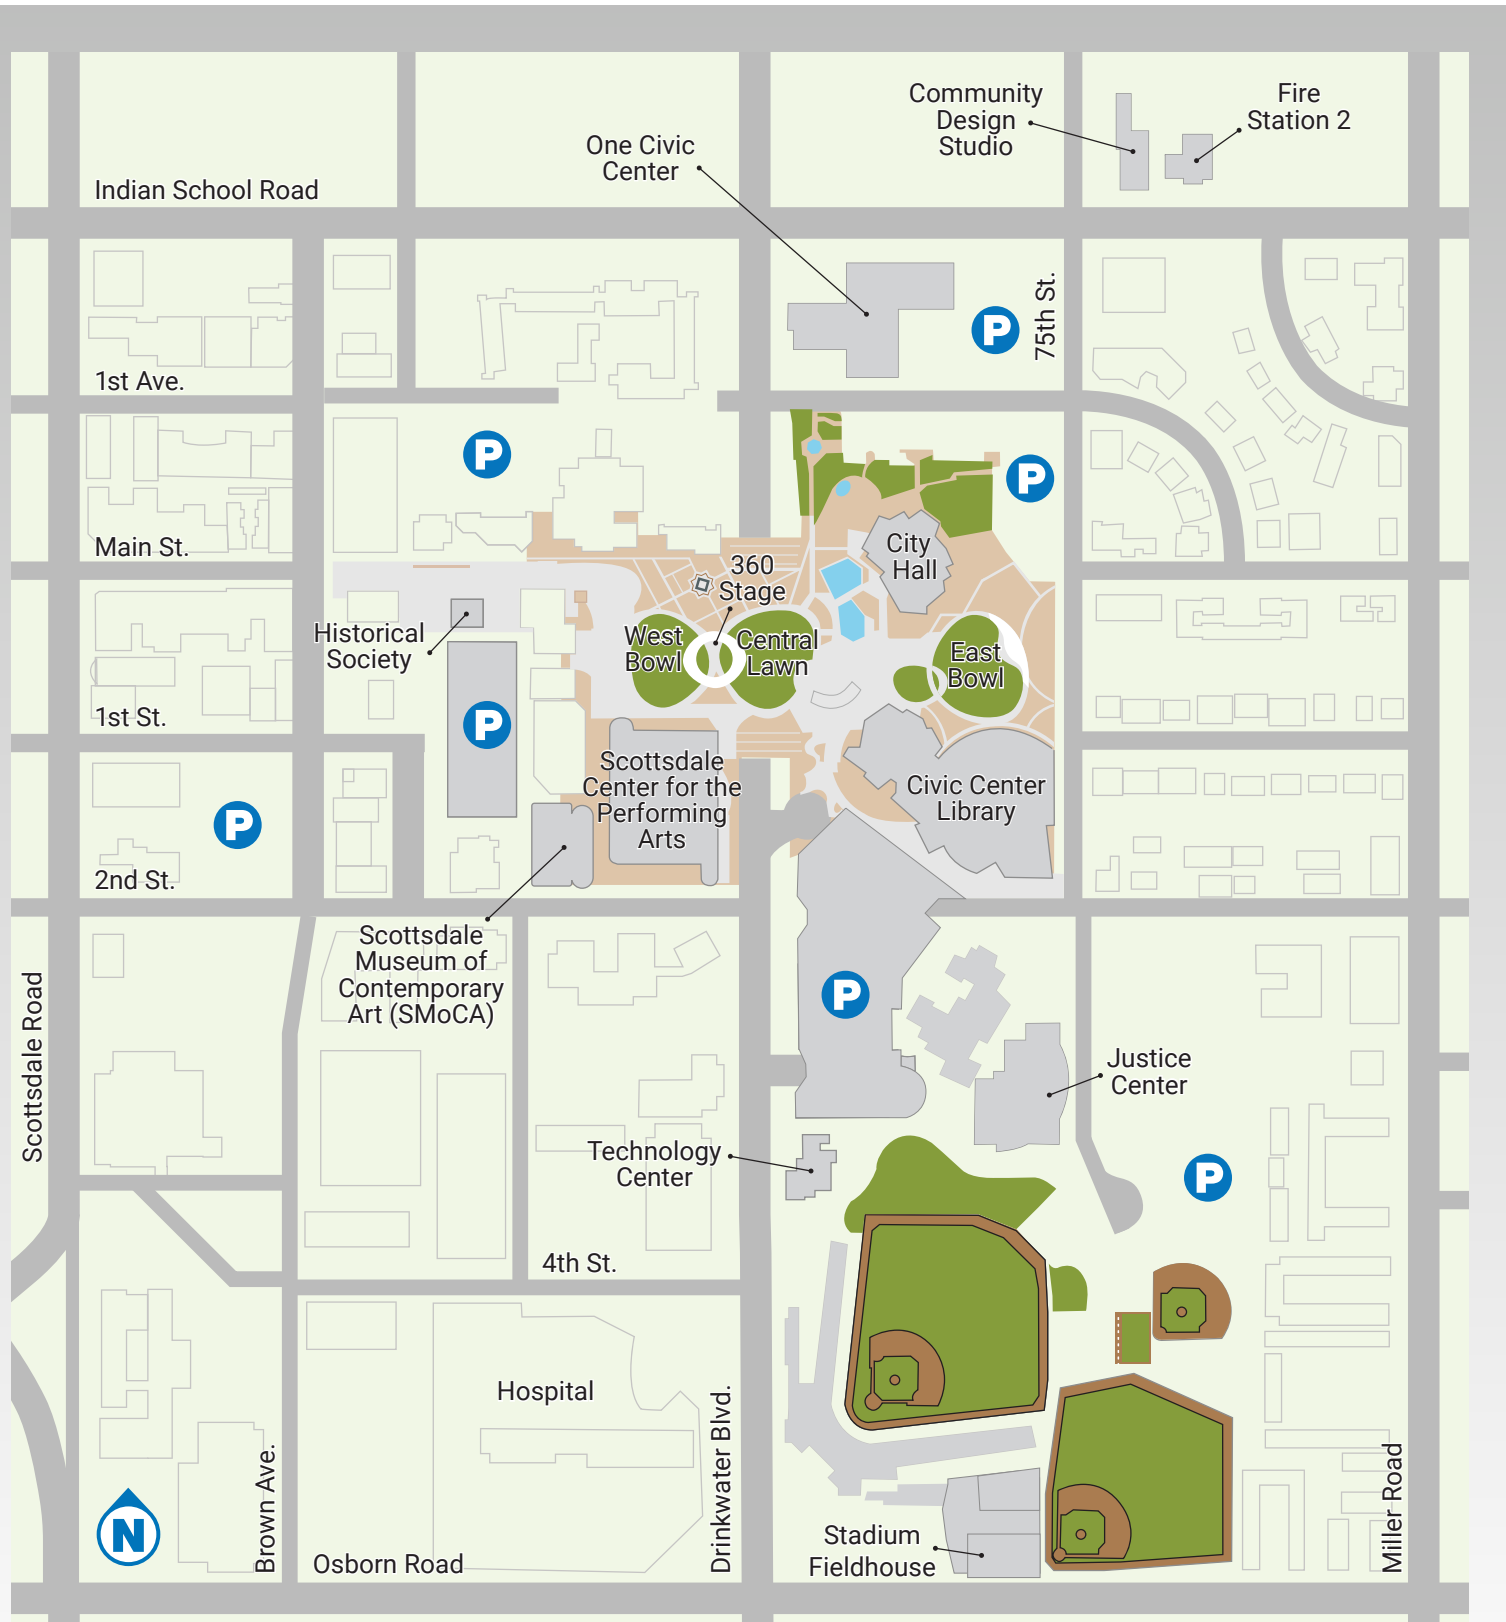 Community
Design
Studio
Fire
Station 2
One Civic
Center
Indian School Road
P
75th St.
1st Ave.
P
P
Main St.
City
Hall
360
Stage
Historical
Society
West
Bowl
Central
Lawn
East
Bowl
1st St.
P
Scottsdale
Center for the
Performing
Arts
Civic Center
Library
P
2nd St.
Scottsdale
Museum of
Contemporary
Art (SMoCA)
Scottsdale Road
P
Justice
Center
Technology
Center
P
4th St.
Hospital
Drinkwater Blvd.
Brown Ave.
N
Osborn Road
Stadium
Fieldhouse
Miller Road